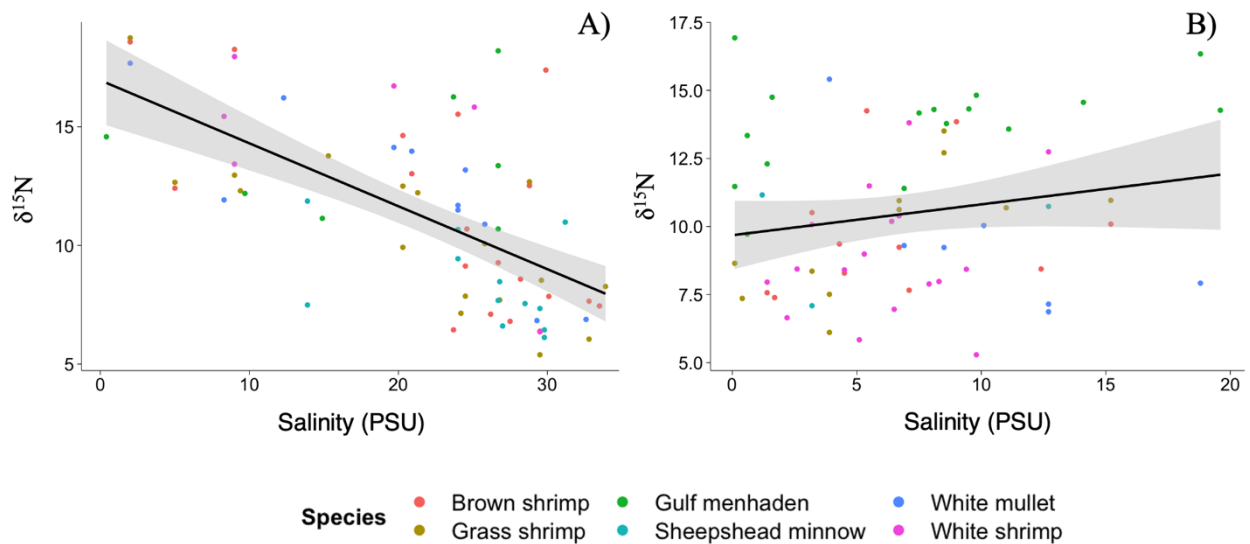 A)
B)
δ15N
15
10
5
0
10
20
30
Salinity (PSU)
δ15N
17.5
15.0
12.5
10.0
7.5
5.0
0
5
10
15
20
Salinity (PSU)
Species
Brown shrimp
Gulf menhaden
White mullet
Grass shrimp
Sheepshead minnow
White shrimp